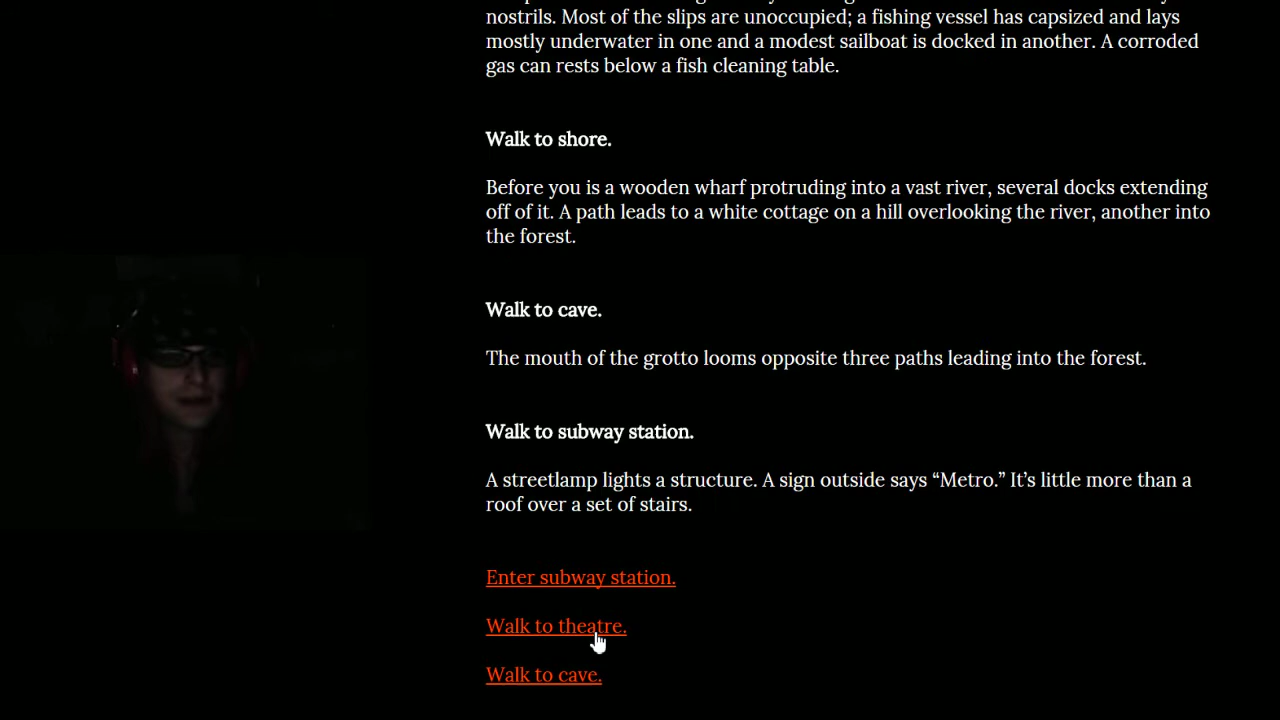 nostrils. Most of the slips are unoccupied; a fishing vessel has capsized and lays
mostly underwater in one and a modest sailboat is docked in another. A corroded
gas can rests below a fish cleaning table.
Walk to shore.
Before you is a wooden wharf protruding into a vast river, several docks extending
off of it. A path leads to a white cottage on a hill overlooking the river, another into
the forest.
Walk to cave.
The mouth of the grotto looms opposite three paths leading into the forest.
Walk to subway station.
A streetlamp lights a structure. A sign outside says “Metro.” It’s little more than a
roof over a set of stairs.
Enter subway station.
Walk to theatre.
Walk to cave.